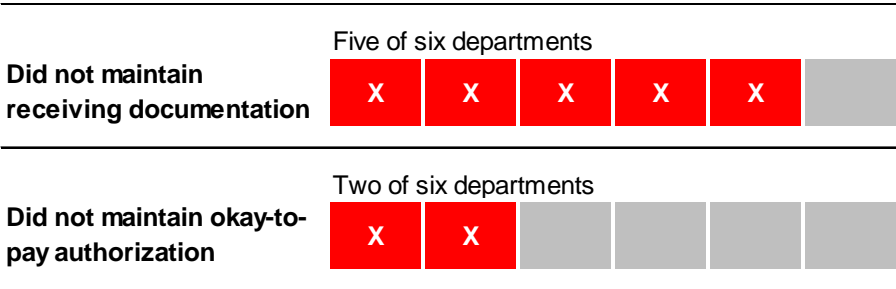 Five of six departments
Did not maintain
receiving documentation
X X X X X
Two of six departments
Did not maintain okay-to-
pay authorization
X X